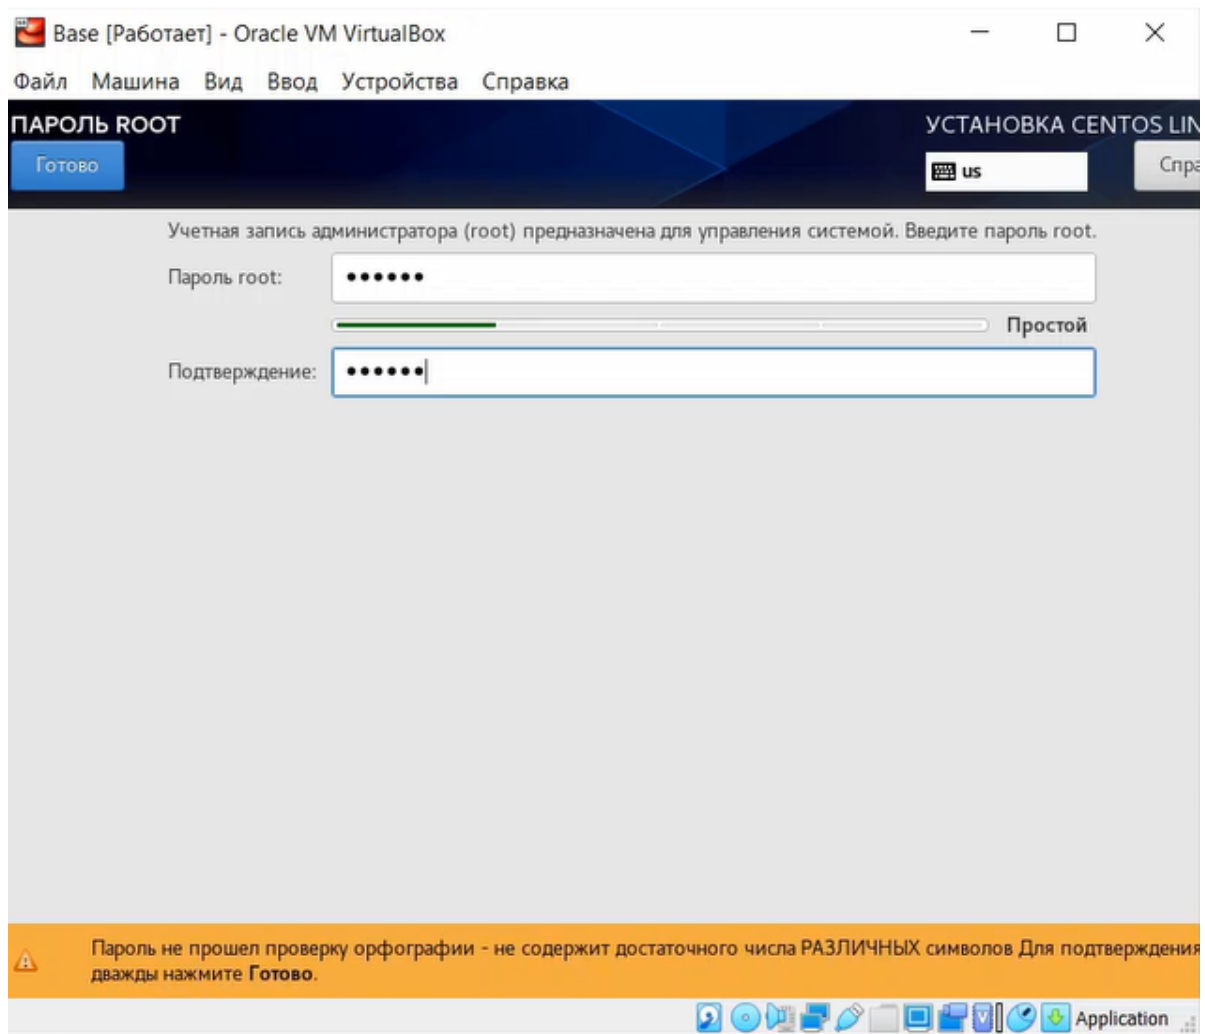 Base [Работает] - Oracle VM VirtualBox
Файл Машина Вид Ввод Устройства Справка
ПАРОЛЬ ROOT
УСТАНОВКА CENTOS LIN
Готово
us
Спра
Учетная запись администратора (root) предназначена для управления системой. Введите пароль root.
Пароль root: ••••••
Простой
Подтверждение: ••••••
Пароль не прошел проверку орфографии - не содержит достаточного числа РАЗЛИЧНЫХ символов Для подтверждения
дважды нажмите Готово.
Application